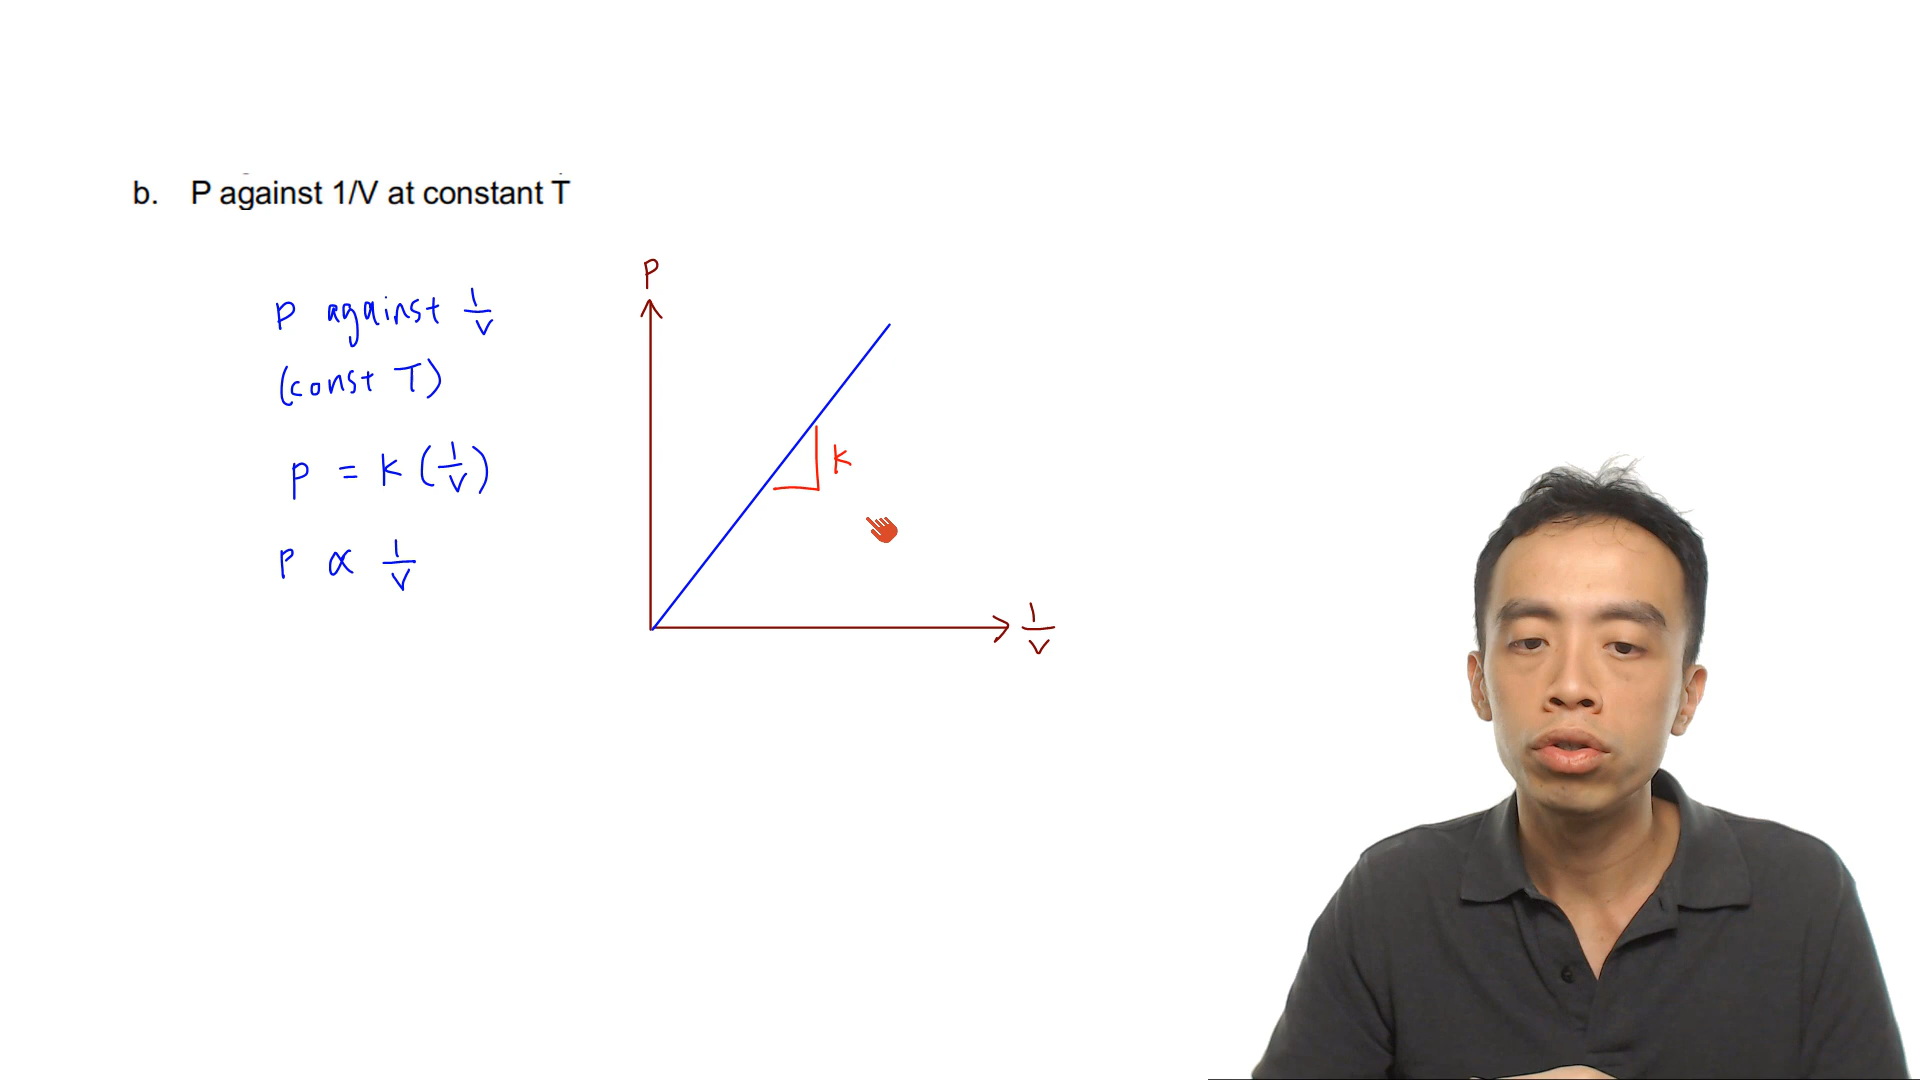 b. P against 1/V at constant T
P against 1/V
(const T)
P = K (1/V)
P ∝ 1/V
P
K
1/V